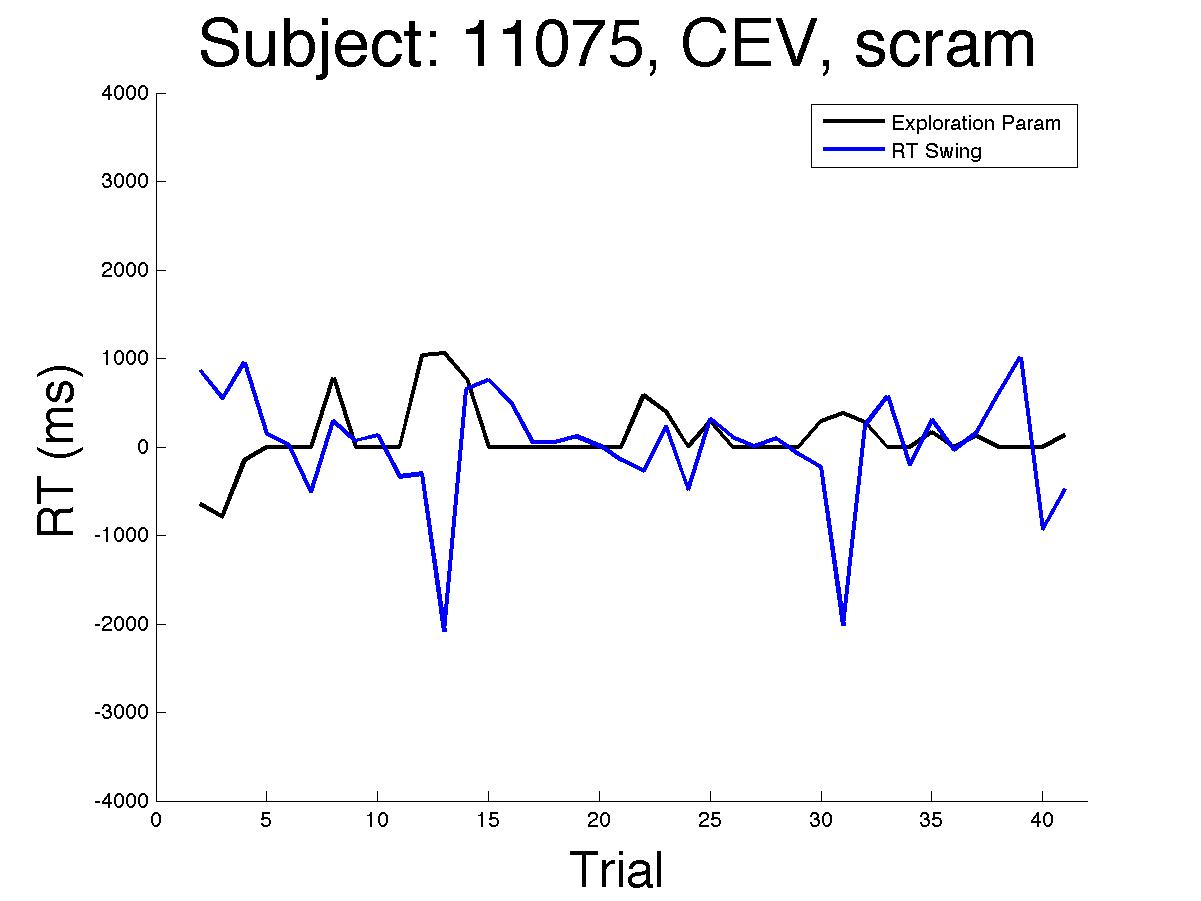 Subject: 11075, CEV, scram
4000
3000
2000
1000
0
-1000
-2000
-3000
-4000
RT (ms)
Exploration Param
RT Swing
0 5 10 15 20 25 30 35 40
Trial